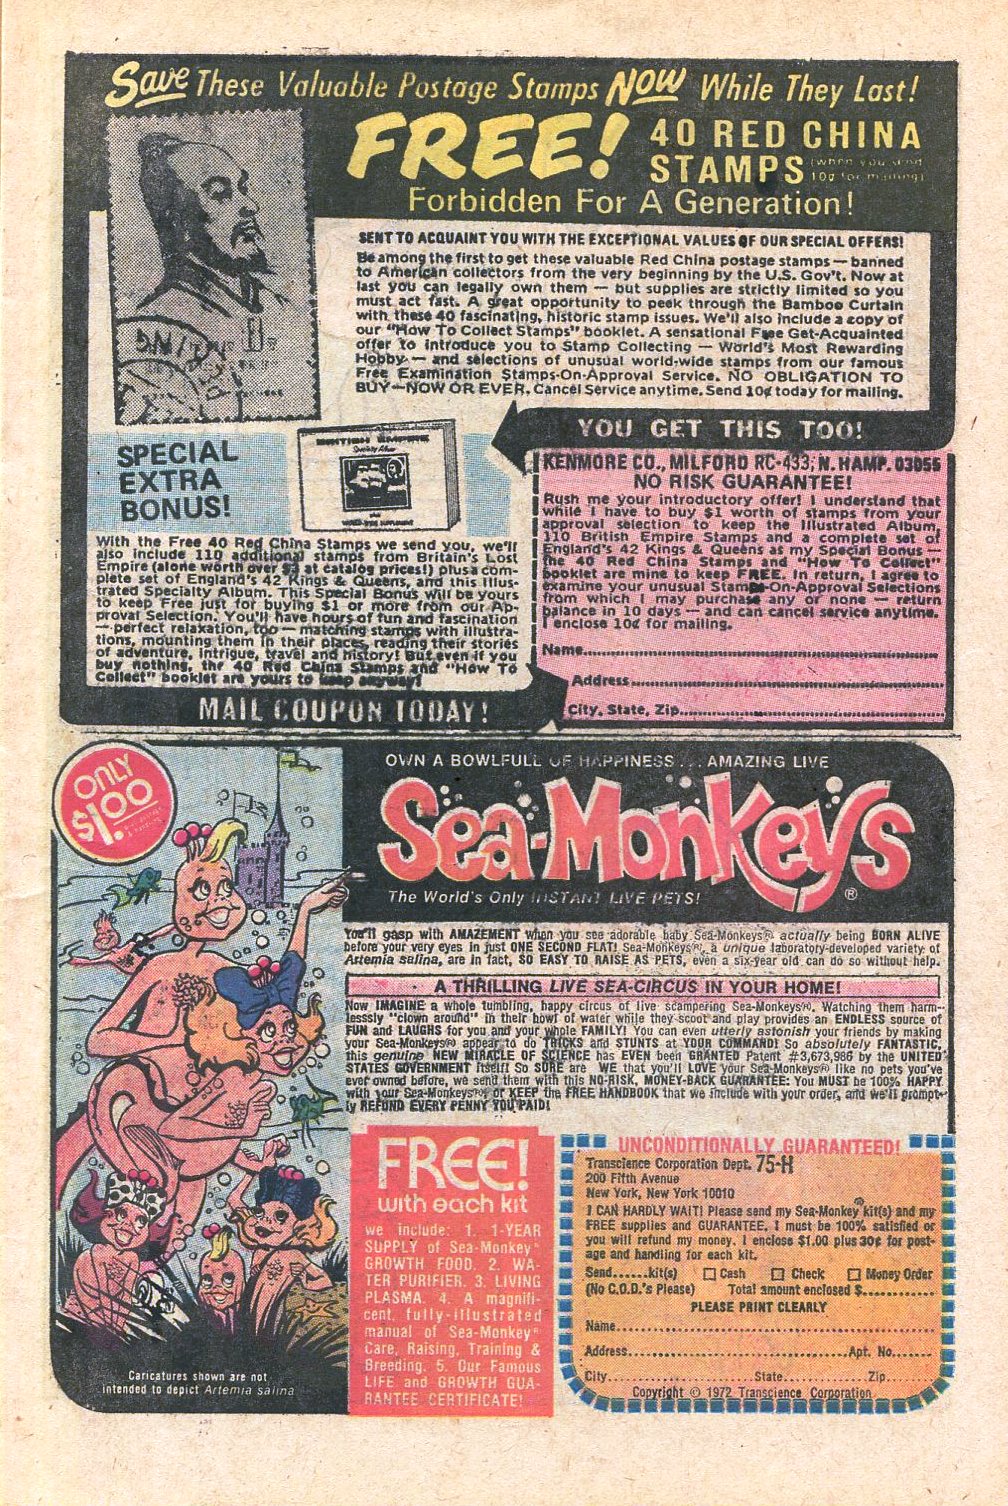 Save These Valuable Postage Stamps NOW While They Last!
FREE! 40 RED CHINA
STAMPS (when you send
10¢ for mailing)
Forbidden For A Generation!
SENT TO ACQUAINT YOU WITH THE EXCEPTIONAL VALUES OF OUR SPECIAL OFFERS!
Be among the first to get these valuable Red China postage stamps — banned
to American collectors from the very beginning by the U.S. Gov't. Now at
last you can legally own them — but supplies are strictly limited so you
must act fast. A great opportunity to peek through the Bamboo Curtain
with these 40 fascinating, historic stamp issues. We'll also include a copy of
our "How To Collect Stamps" booklet. A sensational Free Get-Acquainted
offer to introduce you to Stamp Collecting — World's Most Rewarding
Hobby — and selections of unusual world-wide stamps from our famous
Free Examination Stamps-On-Approval Service. NO OBLIGATION TO
BUY—NOW OR EVER. Cancel Service anytime. Send 10¢ today for mailing.
SPECIAL
EXTRA
BONUS!
BRITISH EMPIRE
Specialty Album
With the Free 40 Red China Stamps we send you, we'll
also include 110 additional stamps from Britain's Lost
Empire (alone worth over $3 at catalog prices!) plus a com-
plete set of England's 42 Kings & Queens, and this Illus-
trated Specialty Album. This Special Bonus will be yours
to keep Free just for buying $1 or more from our Ap-
proval Selection. You'll have hours of fun and fascination
— perfect relaxation, too — matching stamps with illustra-
tions, mounting them in their places, reading their stories
of adventure, intrigue, travel and history! But even if you
buy nothing, thr 40 Red China Stamps and "How To
Collect" booklet are yours to keep anyway!
MAIL COUPON TODAY!
YOU GET THIS TOO!
KENMORE CO., MILFORD RC-433, N. HAMP. 03055
NO RISK GUARANTEE!
Rush me your introductory offer! I understand that
while I have to buy $1 worth of stamps from your
approval selection to keep the Illustrated Album,
110 British Empire Stamps and a complete set of
England's 42 Kings & Queens as my Special Bonus —
the 40 Red China Stamps and "How To Collect"
booklet are mine to keep FREE. In return, I agree to
examine your unusual Stamps-On-Approval Selections
from which I may purchase any or none — return
balance in 10 days — and can cancel service anytime.
I enclose 10¢ for mailing.
Name
Address
City, State, Zip
ONLY
$1.00
OWN A BOWLFULL OF HAPPINESS . . . AMAZING LIVE
Sea-Monkeys®
The World's Only INSTANT LIVE PETS!
You'll gasp with AMAZEMENT when you see adorable baby Sea-Monkeys® actually being BORN ALIVE
before your very eyes in just ONE SECOND FLAT! Sea-Monkeys®, a unique laboratory-developed variety of
Artemia salina, are in fact, SO EASY TO RAISE AS PETS, even a six-year old can do so without help.
A THRILLING LIVE SEA-CIRCUS IN YOUR HOME!
Now IMAGINE a whole tumbling, happy circus of live scampering Sea-Monkeys®. Watching them harm-
lessly "clown around" in their bowl of water while they scoot and play provides an ENDLESS source of
FUN and LAUGHS for you and your whole FAMILY! You can even utterly astonish your friends by making
your Sea-Monkeys® appear to do TRICKS and STUNTS at YOUR COMMAND! So absolutely FANTASTIC,
this genuine NEW MIRACLE OF SCIENCE has EVEN been GRANTED Patent #3,673,986 by the UNITED
STATES GOVERNMENT Itself! So SURE are WE that you'll LOVE your Sea-Monkeys® like no pets you've
ever owned before, we send them with this NO-RISK, MONEY-BACK GUARANTEE: You MUST be 100% HAPPY
with your Sea-Monkeys®, or KEEP the FREE HANDBOOK that we include with your order, and we'll prompt-
ly REFUND EVERY PENNY YOU PAID!
FREE!
with each kit
we include: 1. 1-YEAR
SUPPLY of Sea-Monkey®
GROWTH FOOD. 2. WA-
TER PURIFIER. 3. LIVING
PLASMA. 4. A magnifi-
cent, fully-illustrated
manual of Sea-Monkey®
Care, Raising, Training &
Breeding. 5. Our Famous
LIFE and GROWTH GUA-
RANTEE CERTIFICATE!
UNCONDITIONALLY GUARANTEED!
Transcience Corporation Dept. 75-H
200 Fifth Avenue
New York, New York 10010
I CAN HARDLY WAIT! Please send my Sea-Monkey® kit(s) and my
FREE supplies and GUARANTEE. I must be 100% satisfied or
you will refund my money. I enclose $1.00 plus 30¢ for post-
age and handling for each kit.
Send......kit(s) □ Cash □ Check □ Money Order
(No C.O.D.'s Please) Total amount enclosed $............
PLEASE PRINT CLEARLY
Name
Address Apt. No.
City State Zip
Copyright © 1972 Transcience Corporation
Caricatures shown are not
intended to depict Artemia salina